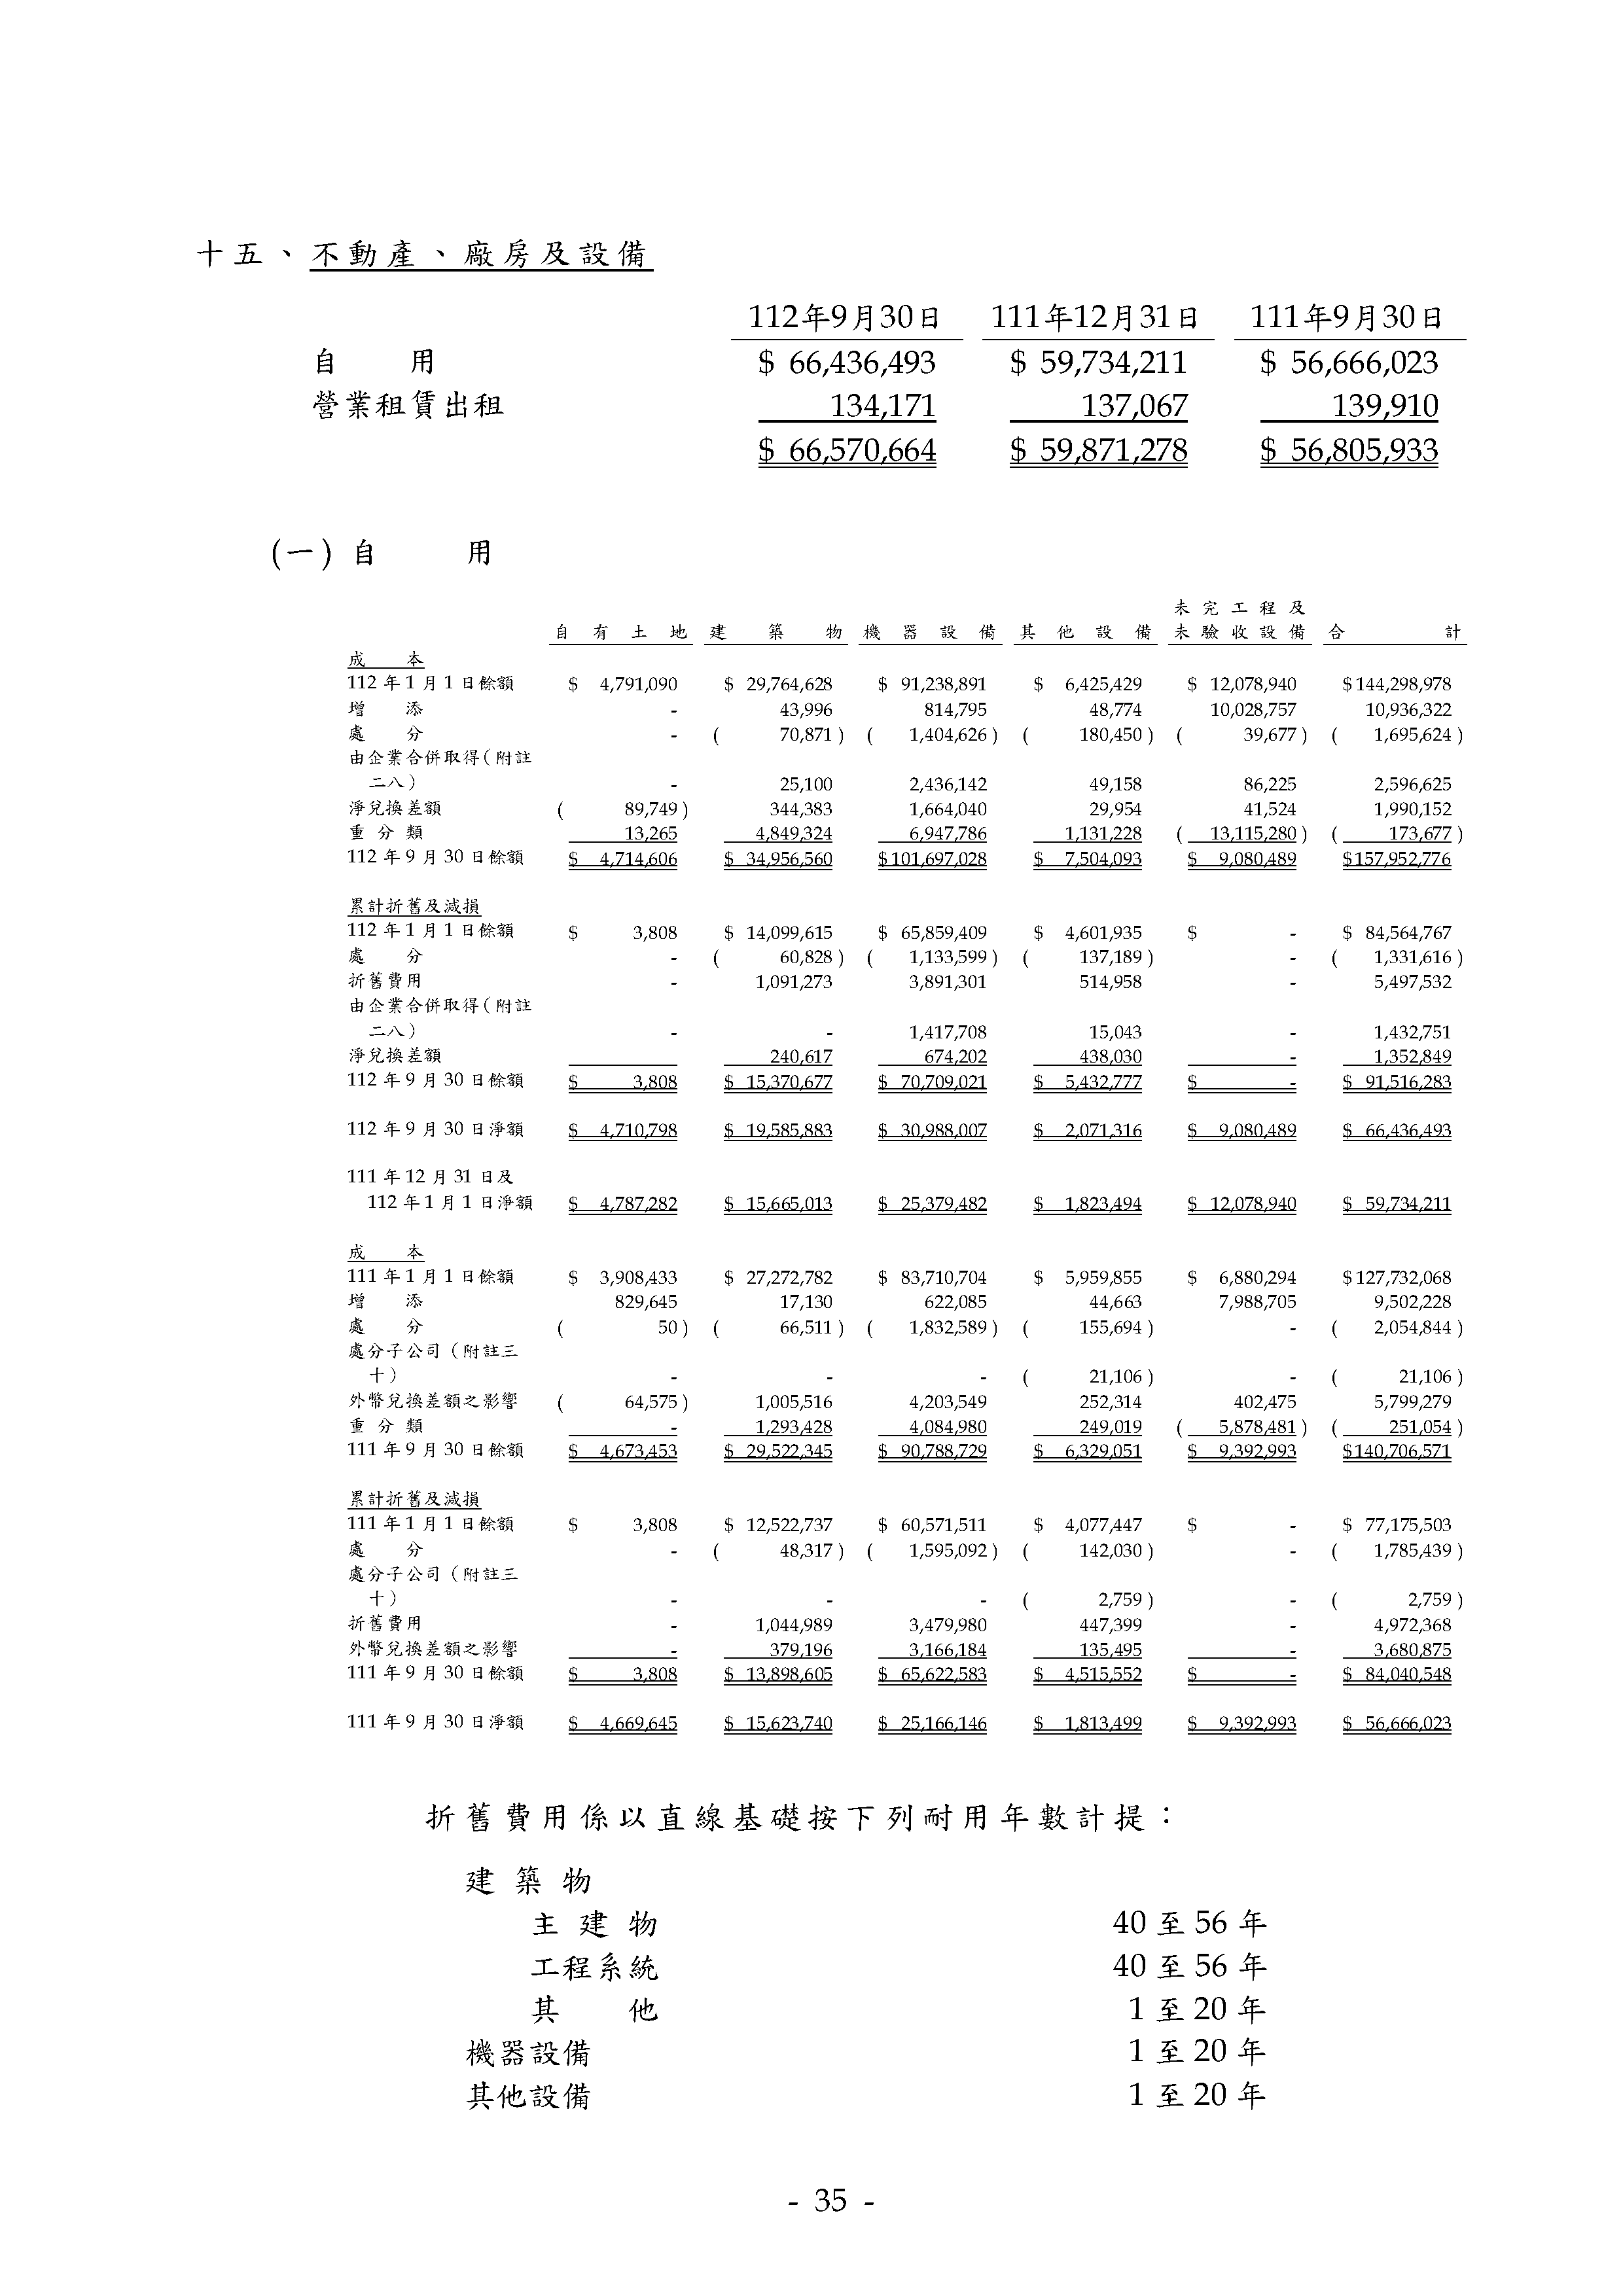 十五、不動產、廠房及設備
112年9月30日 111年12月31日 111年9月30日
自用 $ 66,436,493 $ 59,734,211 $ 56,666,023
營業租賃出租 134,171 137,067 139,910
$ 66,570,664 $ 59,871,278 $ 56,805,933
(一) 自用
未完工程及
自有土地 建築物 機器設備 其他設備 未驗收設備 合計
成本
112年1月1日餘額 $ 4,791,090 $ 29,764,628 $ 91,238,891 $ 6,425,429 $ 12,078,940 $144,298,978
增添 - 43,996 814,795 48,774 10,028,757 10,936,322
處分 - ( 70,871) ( 1,404,626) ( 180,450) ( 39,677) ( 1,695,624)
由企業合併取得(附註
二八) - 25,100 2,436,142 49,158 86,225 2,596,625
淨兌換差額 ( 89,749) 344,383 1,664,040 29,954 41,524 1,990,152
重分類 13,265 4,849,324 6,947,786 1,131,228 ( 13,115,280) ( 173,677)
112年9月30日餘額 $ 4,714,606 $ 34,956,560 $101,697,028 $ 7,504,093 $ 9,080,489 $157,952,776
累計折舊及減損
112年1月1日餘額 $ 3,808 $ 14,099,615 $ 65,859,409 $ 4,601,935 $ - $ 84,564,767
處分 - ( 60,828) ( 1,133,599) ( 137,189) - ( 1,331,616)
折舊費用 - 1,091,273 3,891,301 514,958 - 5,497,532
由企業合併取得(附註
二八) - - 1,417,708 15,043 - 1,432,751
淨兌換差額 240,617 674,202 438,030 - 1,352,849
112年9月30日餘額 $ 3,808 $ 15,370,677 $ 70,709,021 $ 5,432,777 $ - $ 91,516,283
112年9月30日淨額 $ 4,710,798 $ 19,585,883 $ 30,988,007 $ 2,071,316 $ 9,080,489 $ 66,436,493
111年12月31日及
112年1月1日淨額 $ 4,787,282 $ 15,665,013 $ 25,379,482 $ 1,823,494 $ 12,078,940 $ 59,734,211
成本
111年1月1日餘額 $ 3,908,433 $ 27,272,782 $ 83,710,704 $ 5,959,855 $ 6,880,294 $127,732,068
增添 829,645 17,130 622,085 44,663 7,988,705 9,502,228
處分 ( 50) ( 66,511) ( 1,832,589) ( 155,694) - ( 2,054,844)
處分子公司(附註三
十) - - - ( 21,106) - ( 21,106)
外幣兌換差額之影響 ( 64,575) 1,005,516 4,203,549 252,314 402,475 5,799,279
重分類 - 1,293,428 4,084,980 249,019 ( 5,878,481) ( 251,054)
111年9月30日餘額 $ 4,673,453 $ 29,522,345 $ 90,788,729 $ 6,329,051 $ 9,392,993 $140,706,571
累計折舊及減損
111年1月1日餘額 $ 3,808 $ 12,522,737 $ 60,571,511 $ 4,077,447 $ - $ 77,175,503
處分 - ( 48,317) ( 1,595,092) ( 142,030) - ( 1,785,439)
處分子公司(附註三
十) - - - ( 2,759) - ( 2,759)
折舊費用 - 1,044,989 3,479,980 447,399 - 4,972,368
外幣兌換差額之影響 - 379,196 3,166,184 135,495 - 3,680,875
111年9月30日餘額 $ 3,808 $ 13,898,605 $ 65,622,583 $ 4,515,552 $ - $ 84,040,548
111年9月30日淨額 $ 4,669,645 $ 15,623,740 $ 25,166,146 $ 1,813,499 $ 9,392,993 $ 56,666,023
折舊費用係以直線基礎按下列耐用年數計提:
建築物
主建物 40至56年
工程系統 40至56年
其他 1至20年
機器設備 1至20年
其他設備 1至20年
- 35 -